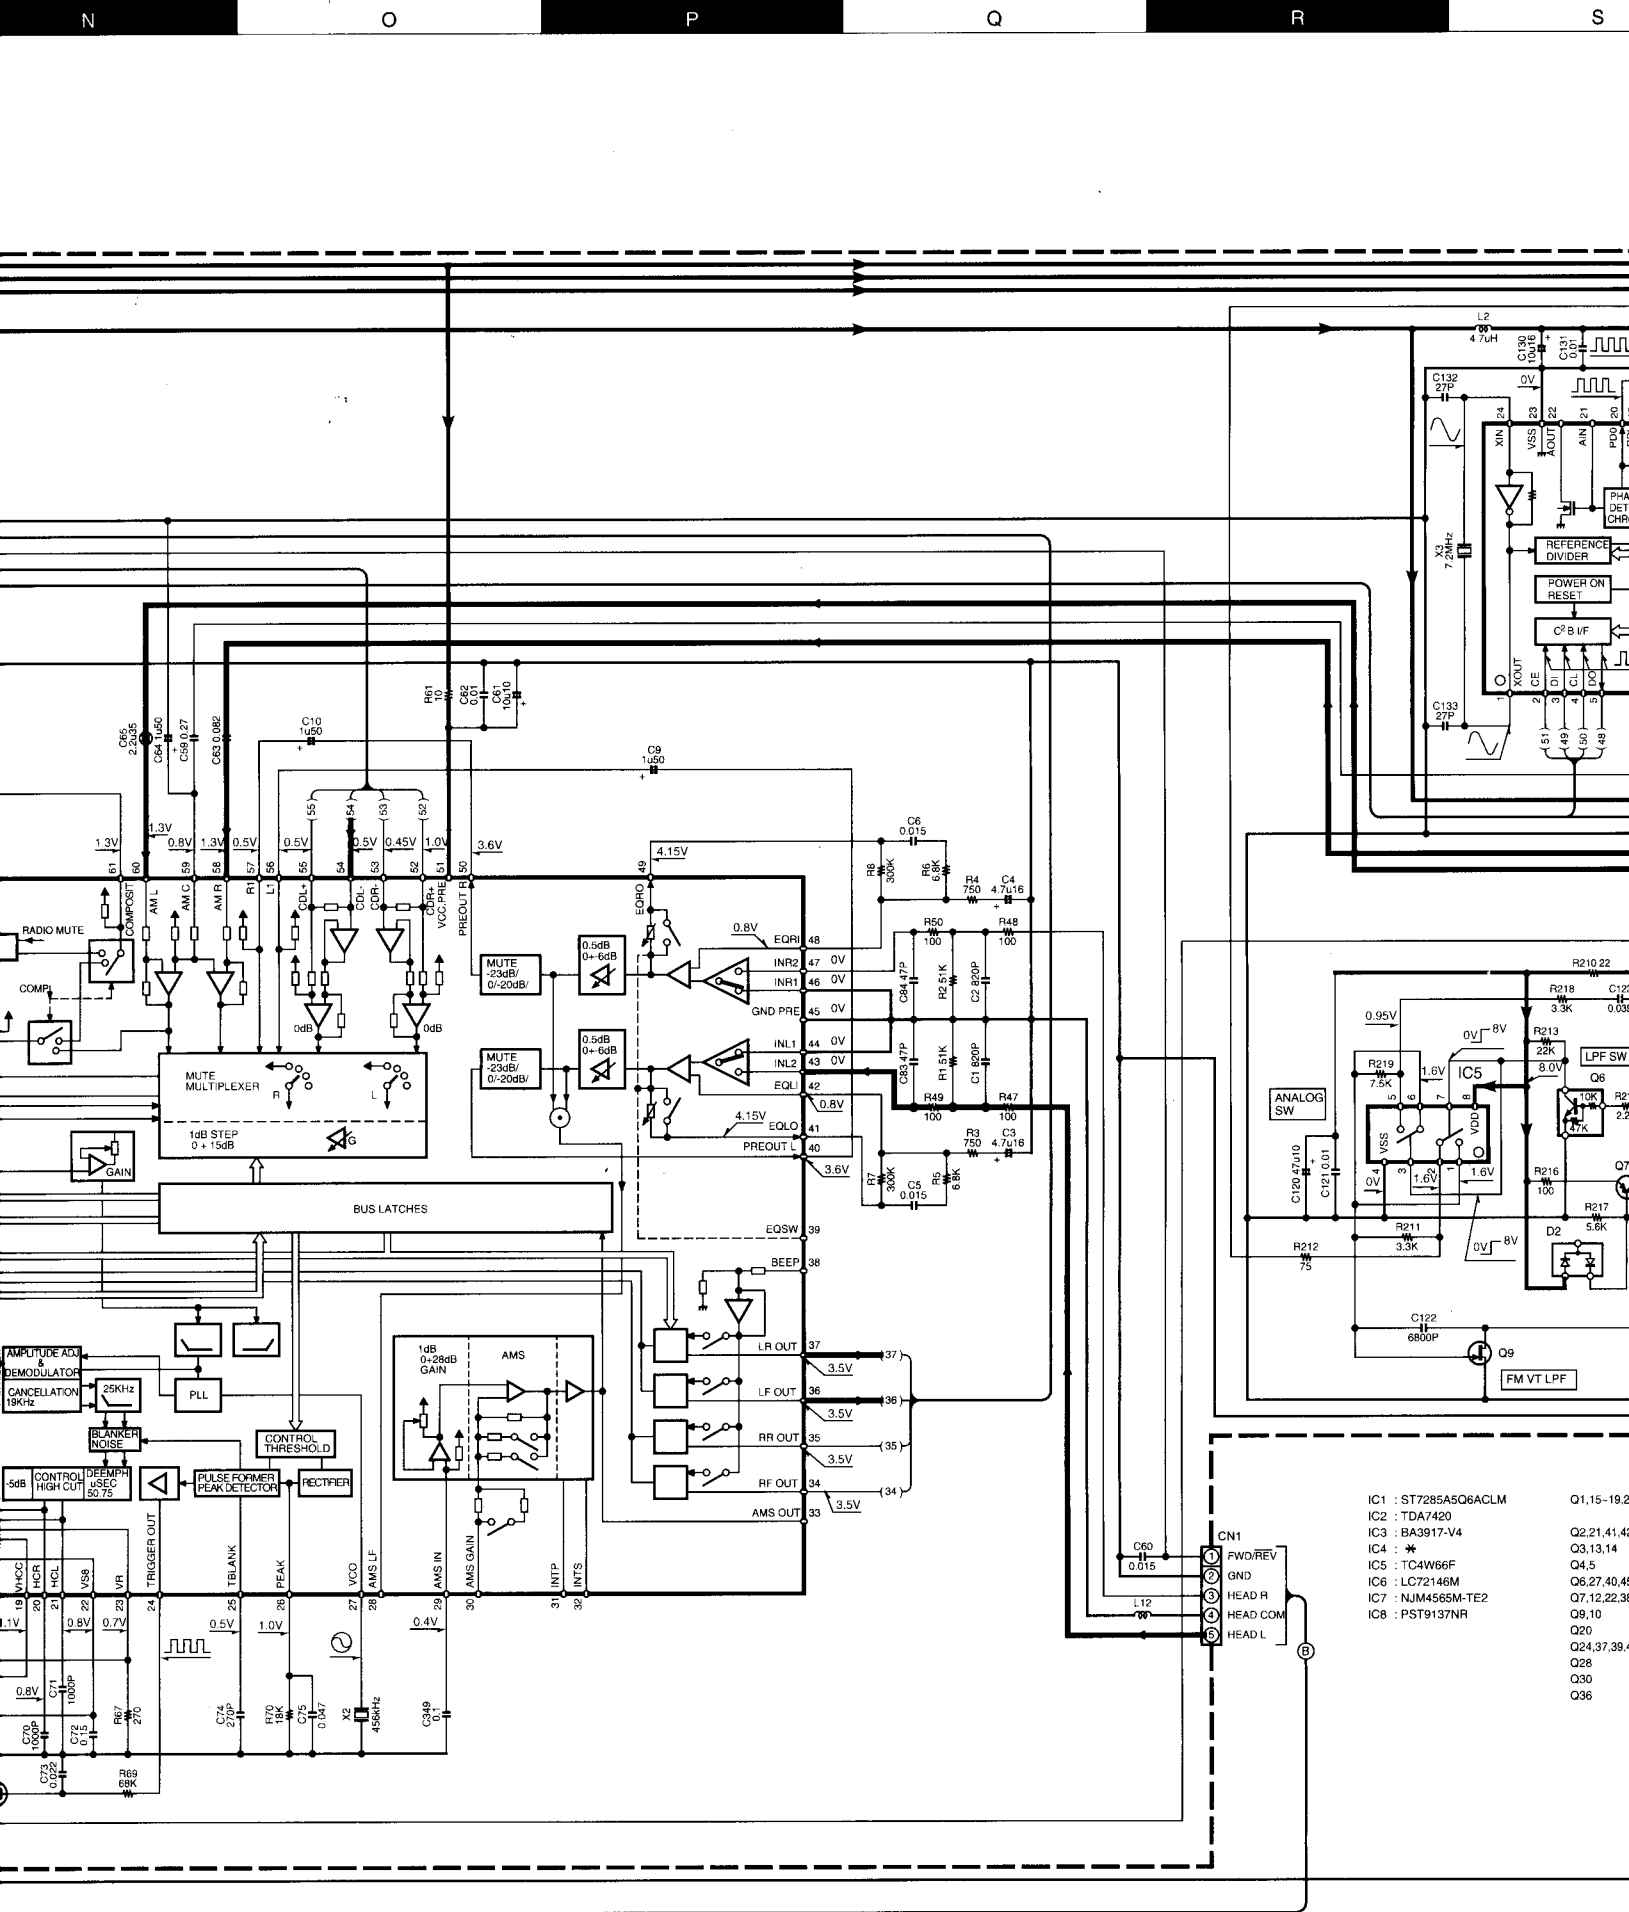 N O P Q R S
L2
4.7uH
C130
10u16
+
C131
0.01
C132
27P
0V
24 23 22 21 20
XIN
VSS
AOUT
AIN
PD0
X3
7.2MHz
REFERENCE
DIVIDER
POWER ON
RESET
C²B I/F
XOUT
CE
DI
CL
DO
1 2 3 4 5
C133
27P
51 49 50 48
R61
10
C62
0.01
C61
10u10
+
C65
2.2u35
C64 1u50
+
C59 0.27
C63 0.082
C10
1u50
+
C9
1u50
+
55 54 53 52
1.3V
1.3V
0.8V
1.3V
0.5V
0.5V
0.5V
0.45V
1.0V
3.6V
4.15V
61 60 59 58 57 56 55 54 53 52 51 50 49
COMPOSIT
AM L
AM C
AM R
R1
L1
CDL+
CDL-
CDR-
CDR+
VCC.PRE
PREOUT R
EQRO
C6
0.015
R8
300K
R6
6.8K
R4
750
C4
4.7u16
+
RADIO MUTE
COMPL
0dB
0dB
MUTE
-23dB/
0/-20dB/
0.5dB
0+-6dB
0.8V
EQRI 48
INR2 47 0V
INR1 46 0V
GND PRE 45 0V
INL1 44 0V
INL2 43 0V
EQLI 42
0.8V
EQLO 41
4.15V
PREOUT L 40
3.6V
EQSW 39
BEEP 38
R50
100
R48
100
C84 47P
R2 51K
C2 820P
C83 47P
R1 51K
C1 820P
R49
100
R47
100
R3
750
C3
4.7u16
+
R7
300K
R5
6.8K
C5
0.015
MUTE
MULTIPLEXER
R
L
1dB STEP
0 + 15dB
G
MUTE
-23dB/
0/-20dB/
0.5dB
0+-6dB
GAIN
BUS LATCHES
R210 22
R218
3.3K
0.95V
0V 8V
R213
22K
LPF SW
R219
7.5K
1.6V
IC5
8.0V
Q6
10K
47K
ANALOG
SW
5 6 7 8
VSS
VDD
4 3 2 1
C120 47u10
+
C121 0.01
0V
1.6V
1.6V
R216
100
R217
5.6K
R211
3.3K
R212
75
0V 8V
D2
C122
6800P
Q9
FM VT LPF
LR OUT 37
3.5V
37
LF OUT 36
3.5V
36
RR OUT 35
3.5V
35
RF OUT 34
3.5V
34
AMS OUT 33
1dB
0+28dB
GAIN
AMS
AMPLITUDE ADJ
&
DEMODULATOR
CANCELLATION
19KHz
25KHz
PLL
BLANKER
NOISE
CONTROL
THRESHOLD
-5dB
CONTROL
HIGH CUT
DEEMPH
uSEC
50.75
PULSE FORMER
PEAK DETECTOR
RECTIFIER
VHCC
HCR
HCL
VS8
VR
TRIGGER OUT
TBLANK
PEAK
VCO
AMS LF
AMS IN
AMS GAIN
INTP
INTS
19 20 21 22 23 24 25 26 27 28 29 30 31 32
0.8V
0.7V
0.5V
1.0V
0.4V
0.8V
C71
1000P
C70
1000P
C72
0.15
R67
270
C74
270P
R70
18K
C75
0.047
X2
456kHz
C349
0.1
C73
0.022
R69
68K
CN1
C60
0.015
1 FWD/REV
2 GND
3 HEAD R
L12
4 HEAD COM
5 HEAD L
B
IC1 : ST7285A5Q6ACLM
IC2 : TDA7420
IC3 : BA3917-V4
IC4 : ✳
IC5 : TC4W66F
IC6 : LC72146M
IC7 : NJM4565M-TE2
IC8 : PST9137NR
Q3,13,14
Q4,5
Q9,10
Q20
Q28
Q30
Q36